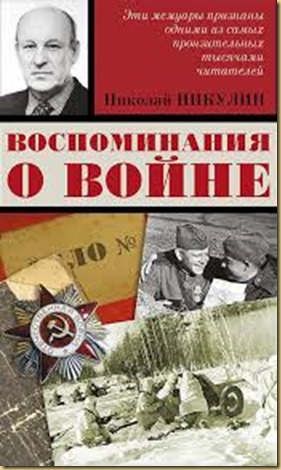 Эти мемуары признаны
одними из самых
пронзительных
тысячами
читателей
Николай НИКУЛИН
ВОСПОМИНАНИЯ
О ВОЙНЕ
ДЕЛО №